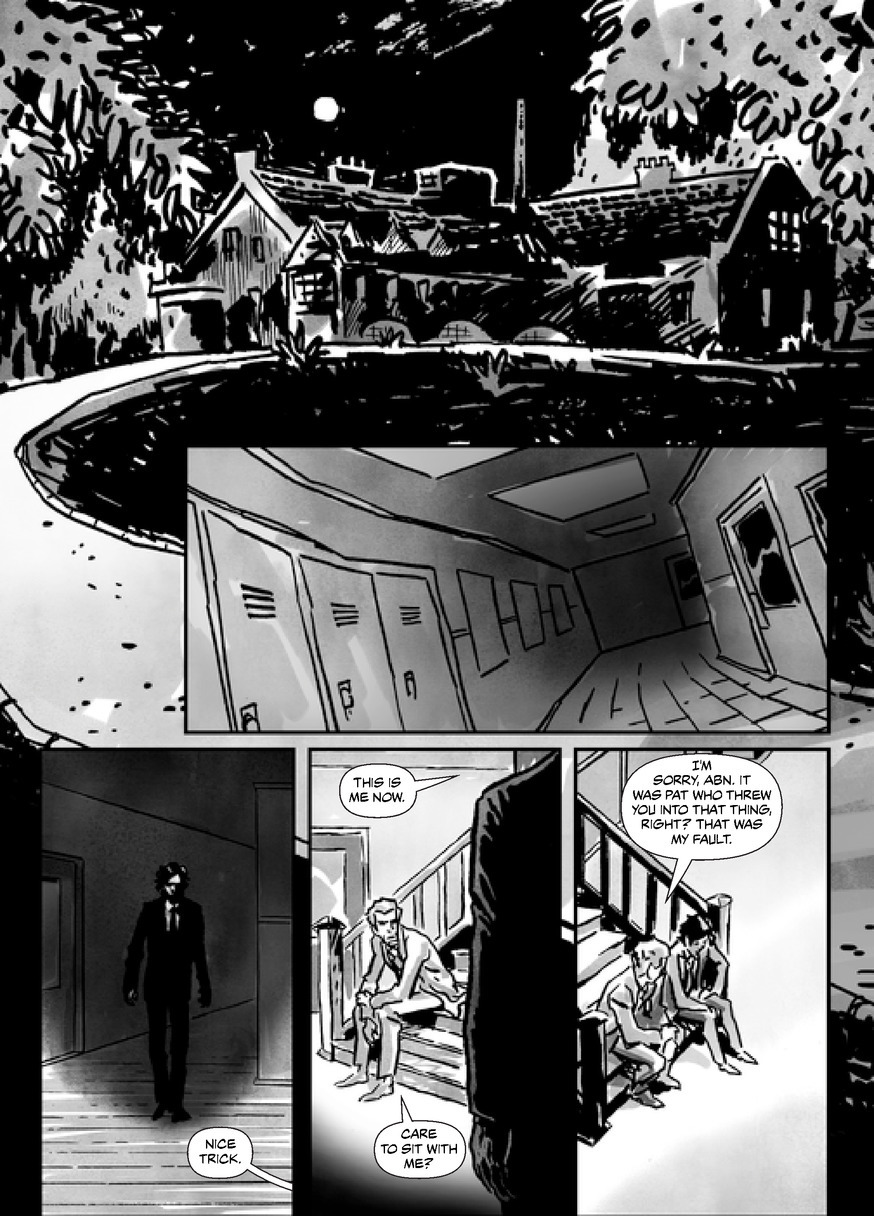 NICE
TRICK.
THIS IS
ME NOW.
CARE
TO SIT WITH
ME?
I'M
SORRY, ABN. IT
WAS PAT WHO THREW
YOU INTO THAT THING,
RIGHT? THAT WAS
MY FAULT.